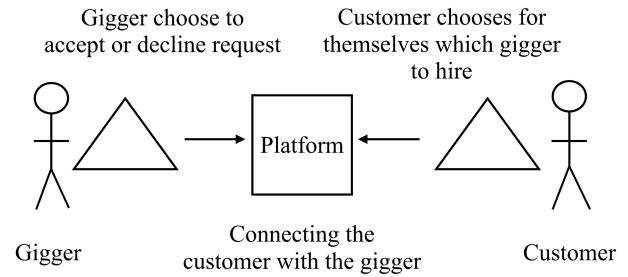 Gigger choose to
accept or decline request
Customer chooses for
themselves which gigger
to hire
Platform
Connecting the
customer with the gigger
Gigger
Customer